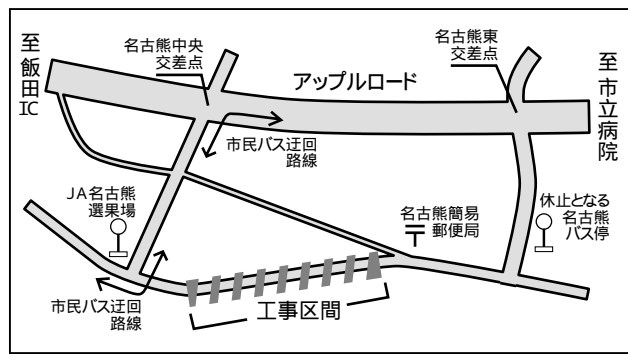 至飯田IC
名古熊中央
交差点
アップルロード
名古熊東
交差点
至市立病院
市民バス迂回
路線
JA名古熊
選果場
名古熊簡易
郵便局
〒
休止となる
名古熊
バス停
市民バス迂回
路線
工事区間